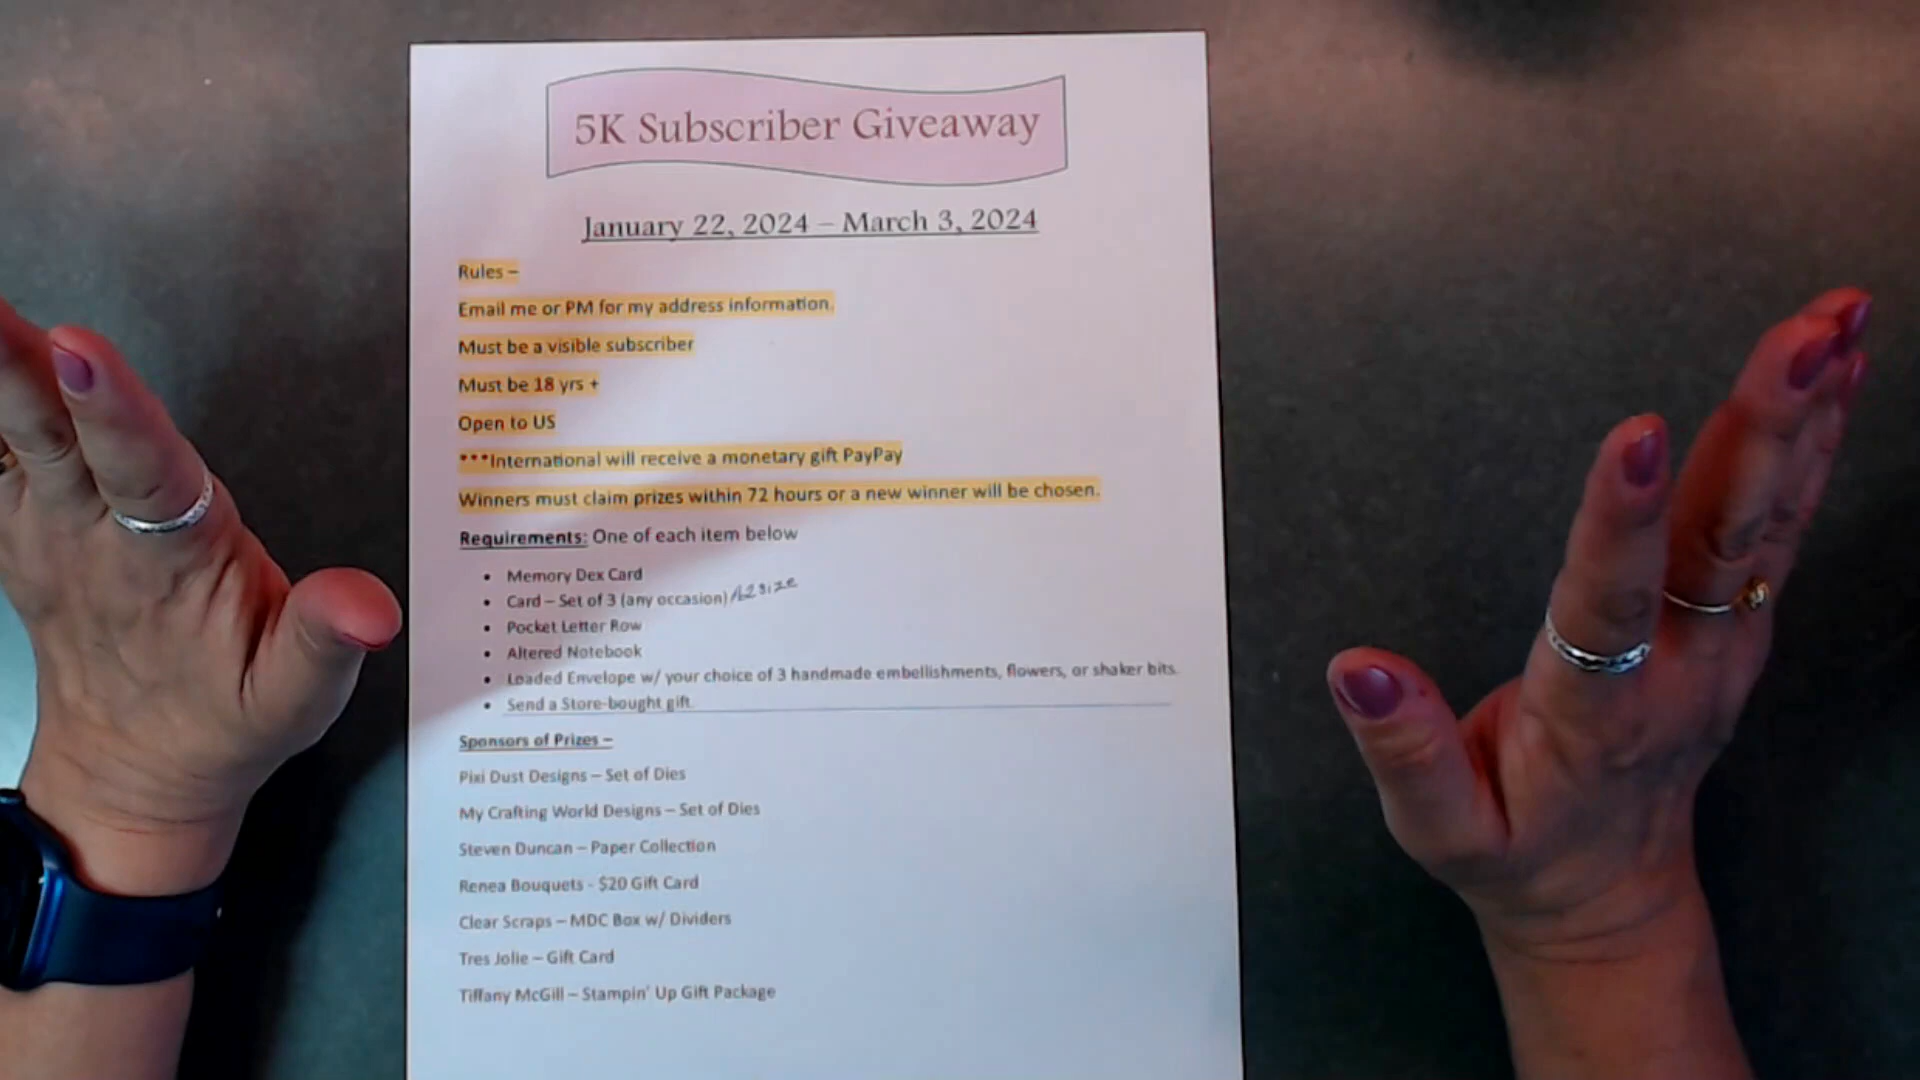 5K Subscriber Giveaway
January 22, 2024 – March 3, 2024
Rules –
Email me or PM for my address information.
Must be a visible subscriber
Must be 18 yrs +
Open to US
***International will receive a monetary gift PayPay
Winners must claim prizes within 72 hours or a new winner will be chosen.
Requirements: One of each item below
• Memory Dex Card
• Card – Set of 3 (any occasion) A2 size
• Pocket Letter Row
• Altered Notebook
• Loaded Envelope w/ your choice of 3 handmade embellishments, flowers, or shaker bits.
• Send a Store-bought gift.
Sponsors of Prizes –
Pixi Dust Designs – Set of Dies
My Crafting World Designs – Set of Dies
Steven Duncan – Paper Collection
Renea Bouquets - $20 Gift Card
Clear Scraps – MDC Box w/ Dividers
Tres Jolie – Gift Card
Tiffany McGill – Stampin' Up Gift Package